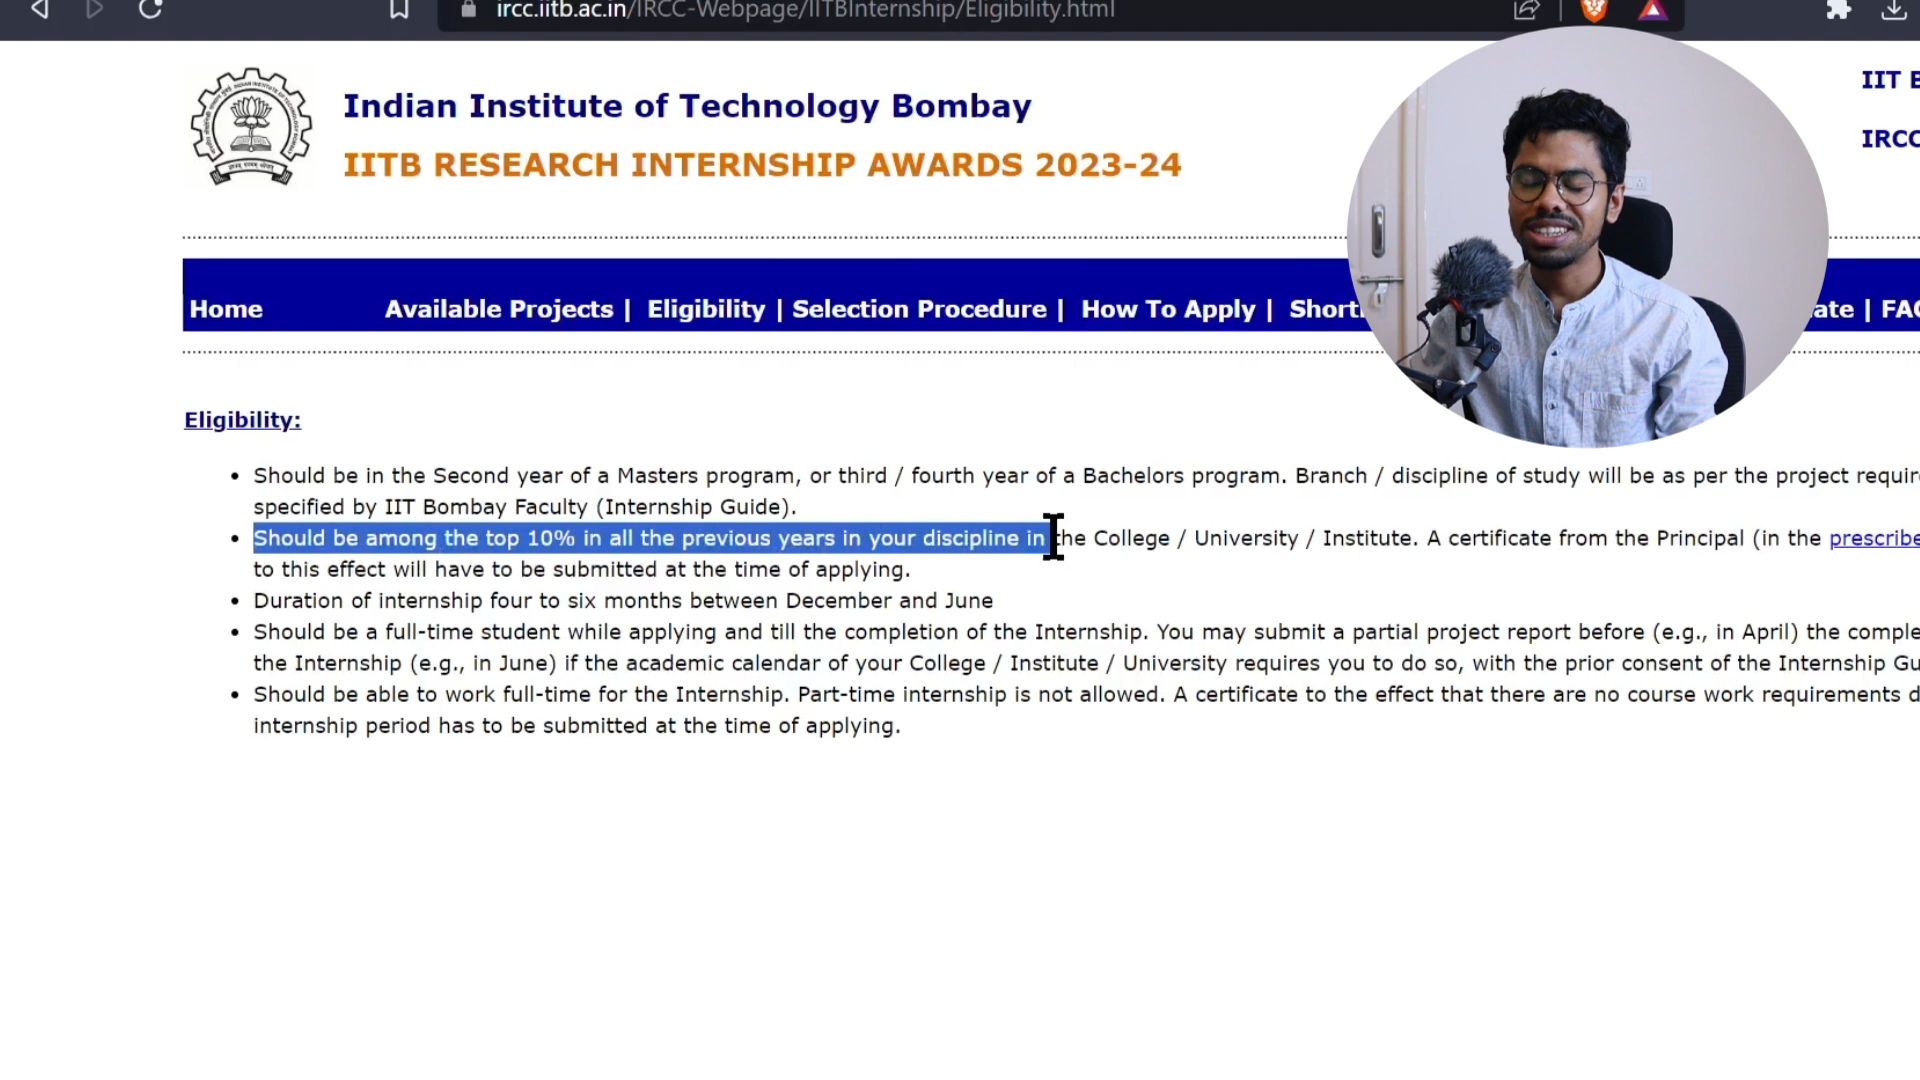 ircc.iitb.ac.in/IRCC-Webpage/IITBInternship/Eligibility.html
Indian Institute of Technology Bombay
IITB RESEARCH INTERNSHIP AWARDS 2023-24
IIT
IRCC
Home Available Projects | Eligibility | Selection Procedure | How To Apply |
Eligibility:
• Should be in the Second year of a Masters program, or third / fourth year of a Bachelors program. Branch / discipline of study will be as per the project
specified by IIT Bombay Faculty (Internship Guide).
• Should be among the top 10% in all the previous years in your discipline in the College / University / Institute. A certificate from the Principal (in the
to this effect will have to be submitted at the time of applying.
• Duration of internship four to six months between December and June
• Should be a full-time student while applying and till the completion of the Internship. You may submit a partial project report before (e.g., in April) the
the Internship (e.g., in June) if the academic calendar of your College / Institute / University requires you to do so, with the prior consent of the Internship
• Should be able to work full-time for the Internship. Part-time internship is not allowed. A certificate to the effect that there are no course work requirements
internship period has to be submitted at the time of applying.